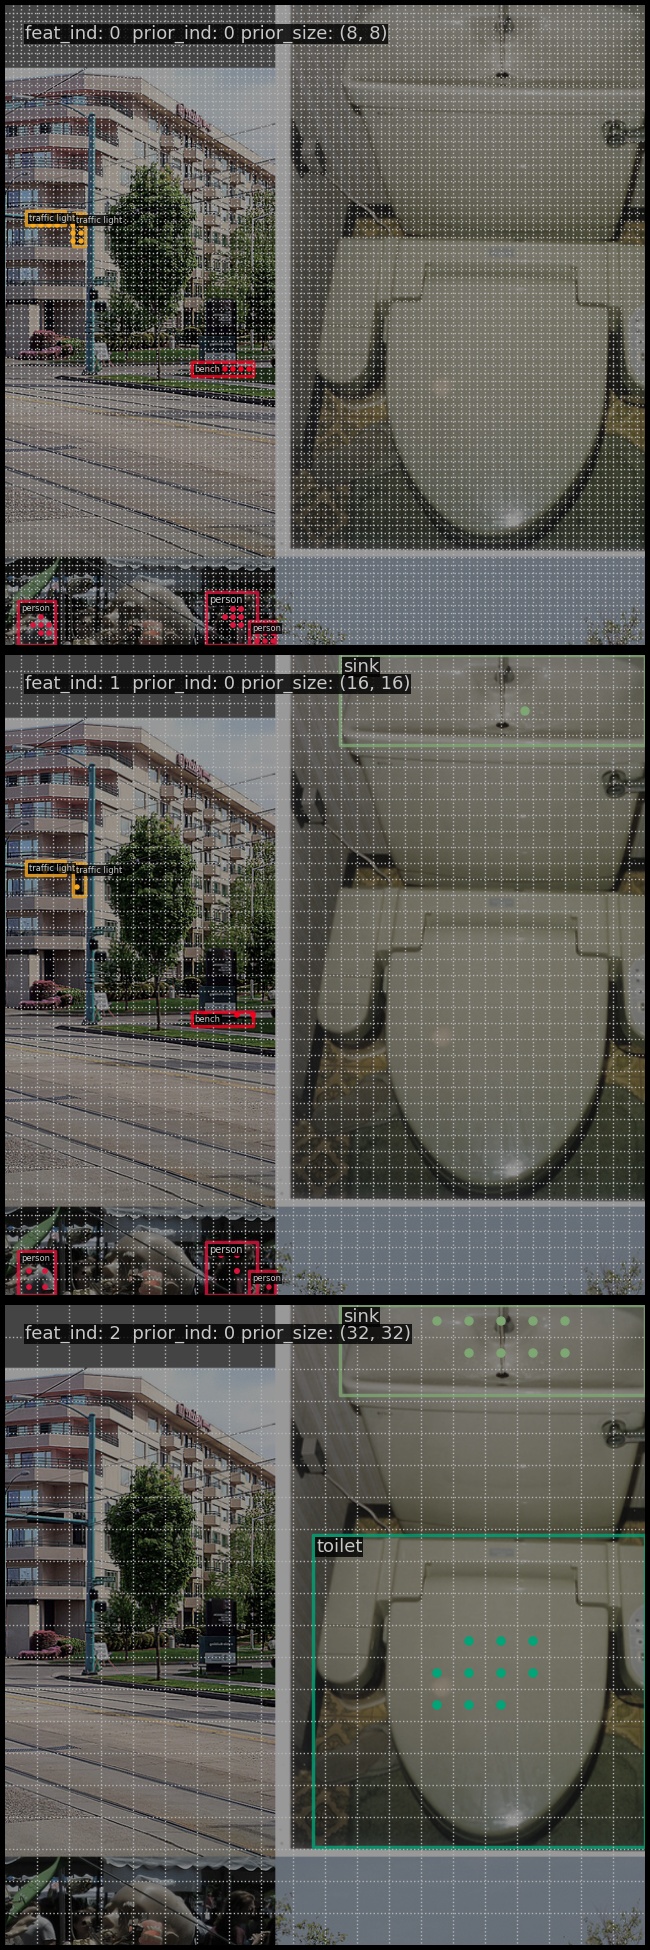 feat_ind: 0 prior_ind: 0 prior_size: (8, 8)
traffic light
traffic light
bench
person
person
person
sink
feat_ind: 1 prior_ind: 0 prior_size: (16, 16)
traffic light
traffic light
bench
person
person
person
sink
feat_ind: 2 prior_ind: 0 prior_size: (32, 32)
toilet